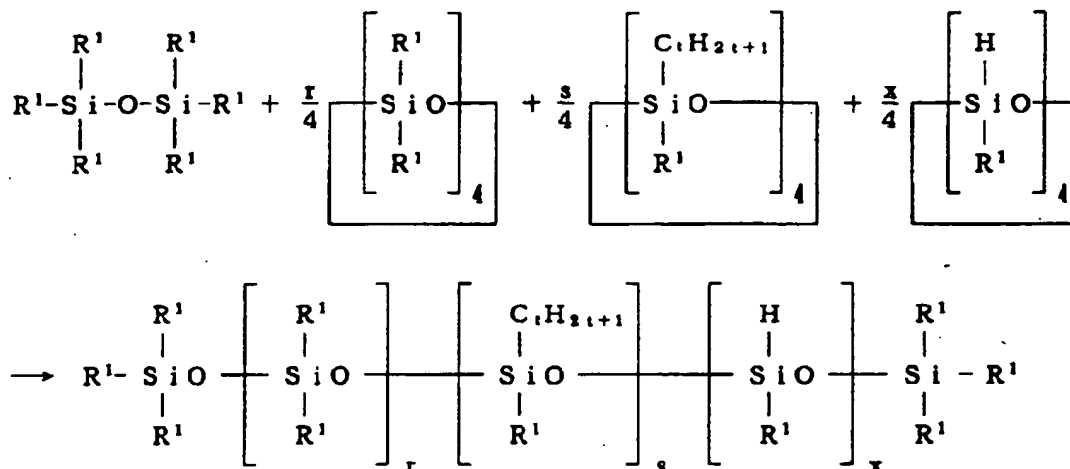 R¹ R¹ R¹ CₜH₂ₜ₊₁ H
R¹-Si-O-Si-R¹ + r/4 [SiO]₄ + s/4 [SiO]₄ + x/4 [SiO]₄
R¹ R¹ R¹ R¹ R¹
R¹ R¹ CₜH₂ₜ₊₁ H R¹
→ R¹-SiO-[SiO]ᵣ-[SiO]ₛ-[SiO]ₓ-Si-R¹
R¹ R¹ R¹ R¹ R¹